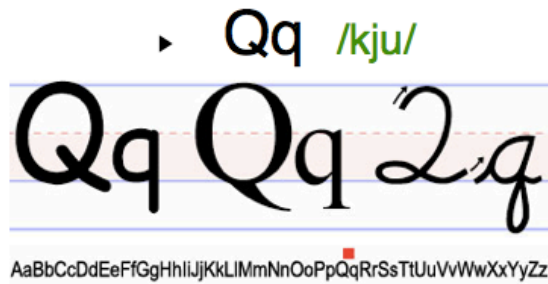 Qq /kju/
Qq Qq Qq
AaBbCcDdEeFfGgHhIiJjKkLlMmNnOoPpQqRrSsTtUuVvWwXxYyZz